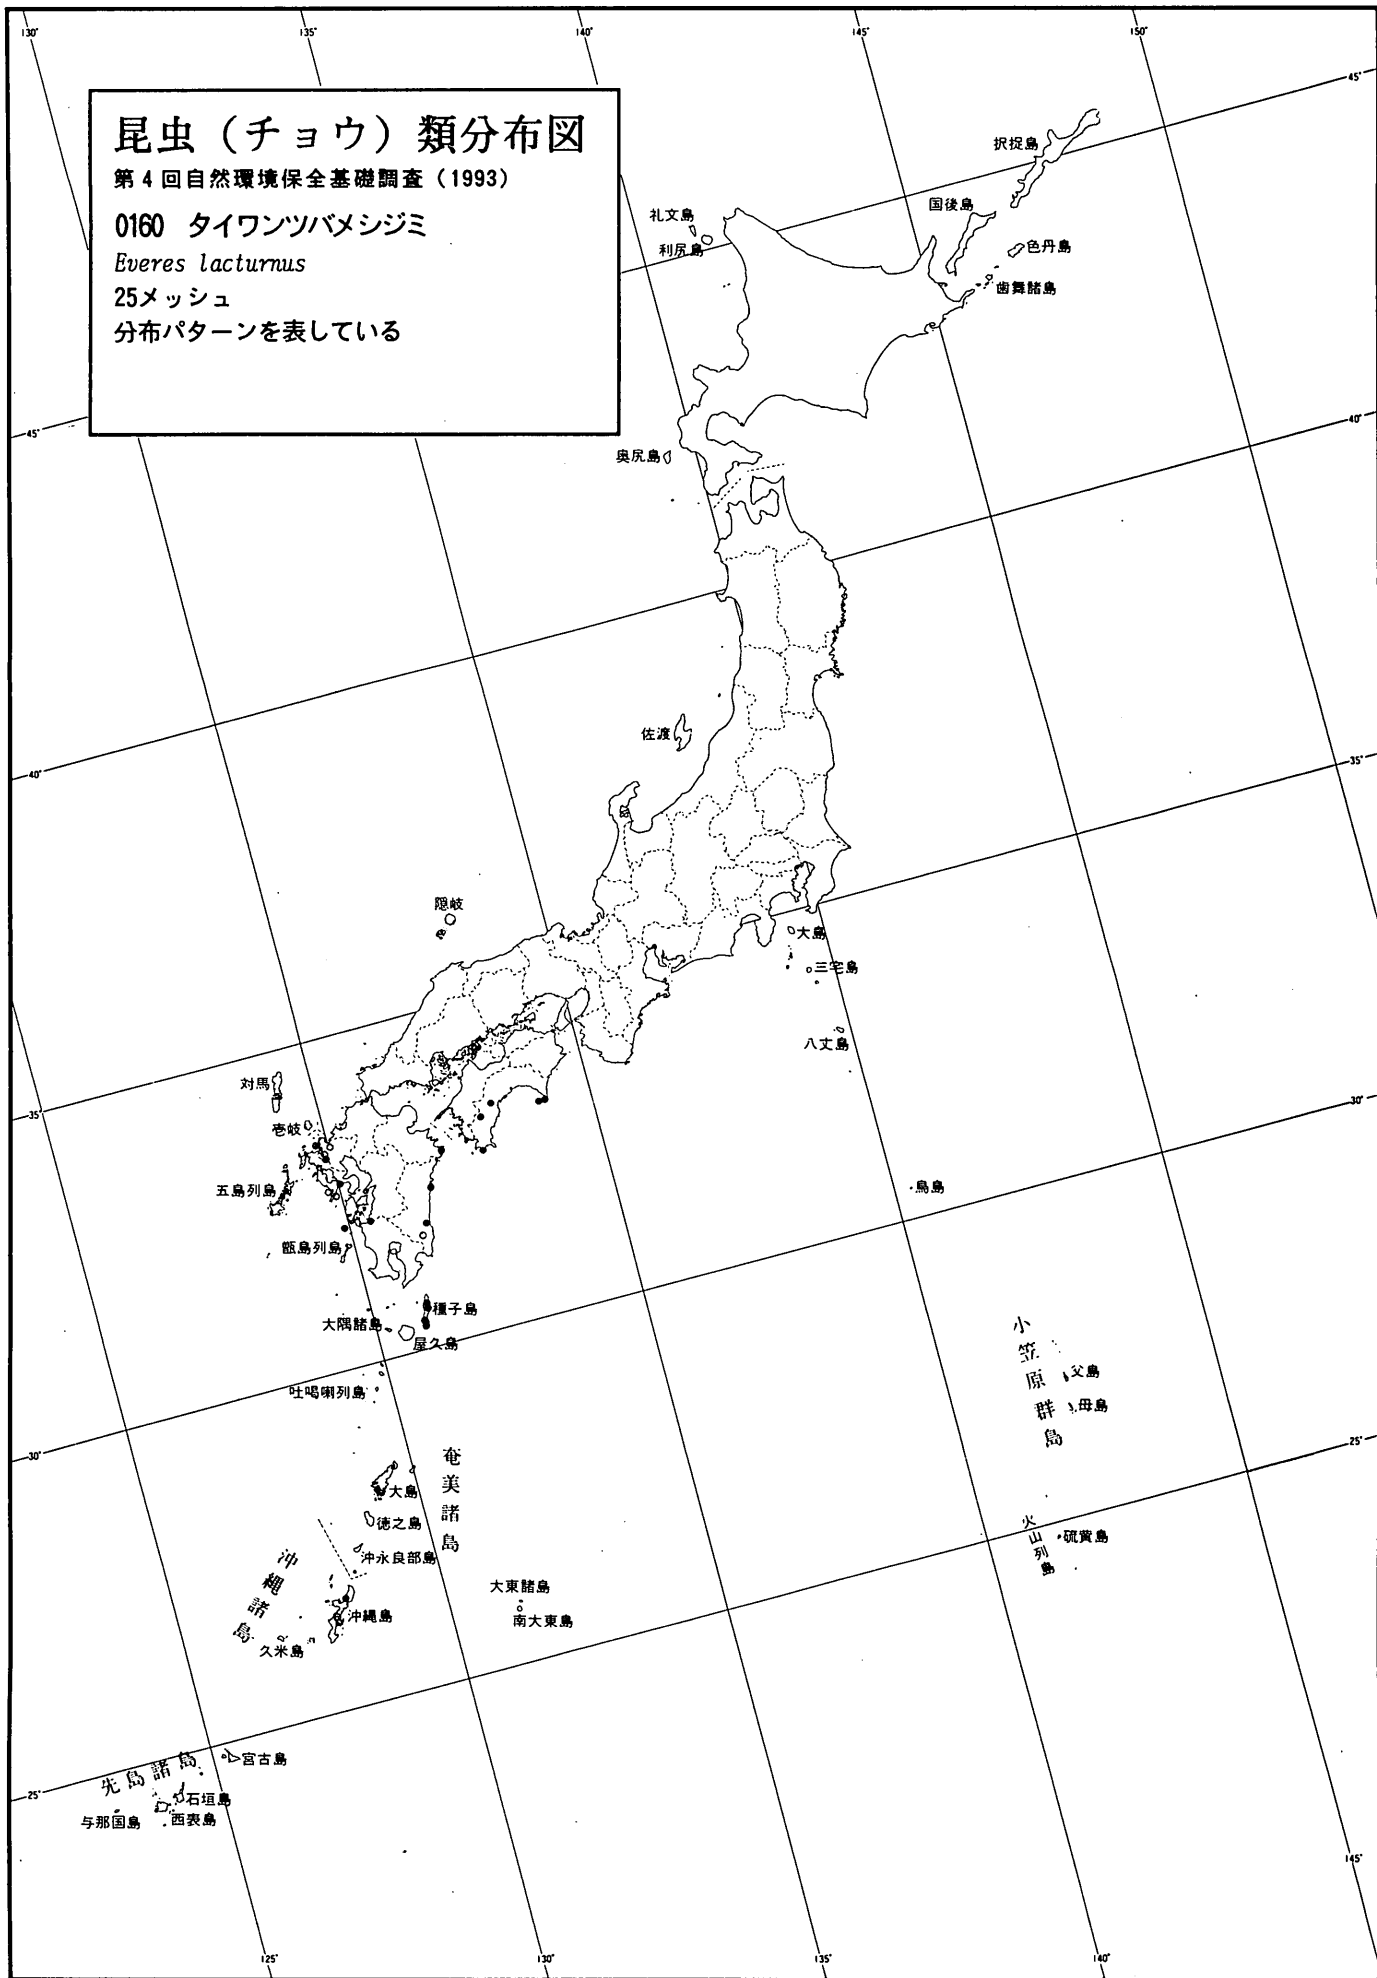 130°
135°
140°
145°
150°
昆虫（チョウ）類分布図
第4回自然環境保全基礎調査（1993）
0160 タイワンツバメシジミ
Everes lacturnus
25メッシュ
分布パターンを表している
45°
択捉島
国後島
礼文島
利尻島
色丹島
歯舞諸島
45°
40°
奥尻島
佐渡
40°
35°
隠岐
大島
三宅島
八丈島
対馬
35°
壱岐
30°
五島列島
鳥島
甑島列島
種子島
大隅諸島
屋久島
吐喝喇列島
小笠原群島
父島
母島
30°
25°
奄美諸島
大島
徳之島
沖永良部島
火山列島
硫黄島
沖縄諸島
大東諸島
南大東島
沖縄島
久米島
先島諸島
宮古島
25°
石垣島
与那国島
西表島
145°
125°
130°
135°
140°